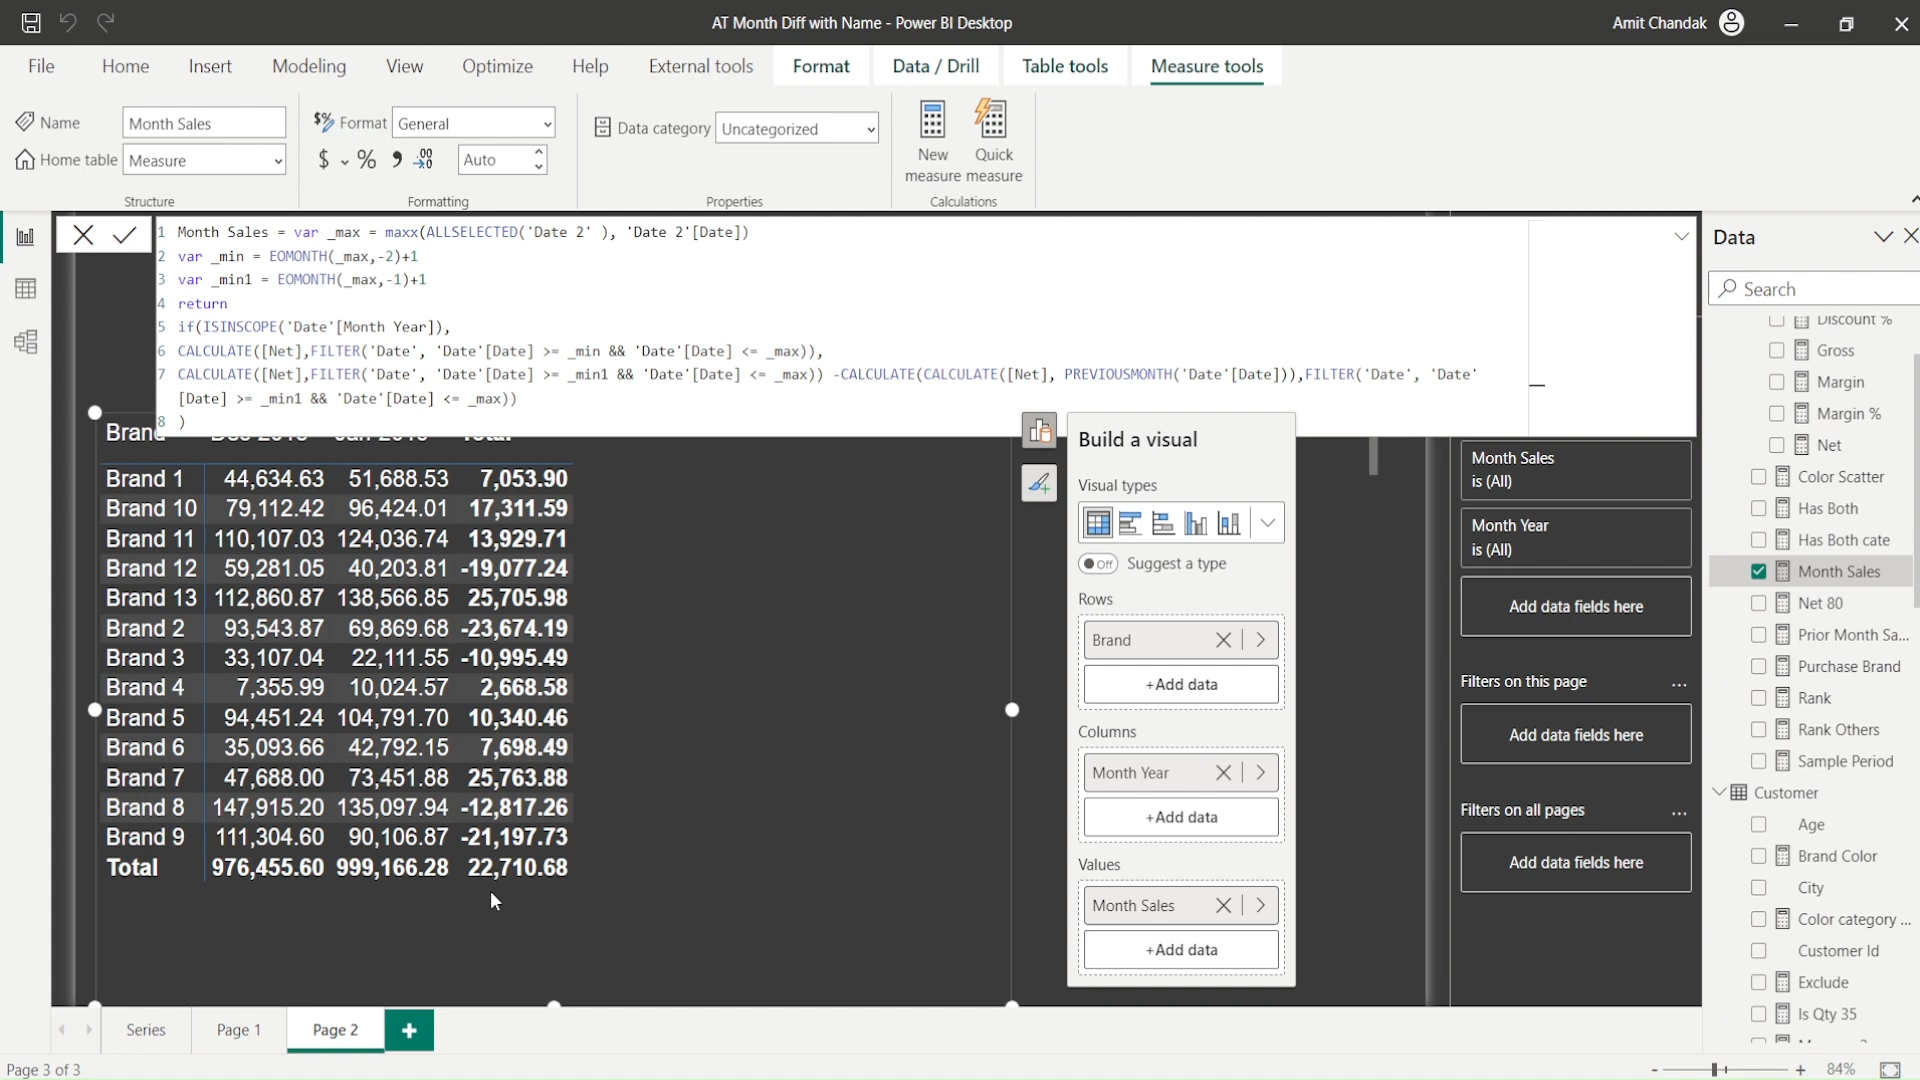 AT Month Diff with Name - Power BI Desktop
Amit Chandak
File Home Insert Modeling View Optimize Help External tools Format Data / Drill Table tools Measure tools
Name Month Sales
Home table Measure
Structure
Format General
$ % 9 .00 Auto
Formatting
Data category Uncategorized
Properties
New measure
Quick measure
Calculations
1 Month Sales = var _max = maxx(ALLSELECTED('Date 2' ), 'Date 2'[Date])
2 var _min = EOMONTH(_max,-2)+1
3 var _min1 = EOMONTH(_max,-1)+1
4 return
5 if(ISINSCOPE('Date'[Month Year]),
6 CALCULATE([Net],FILTER('Date', 'Date'[Date] >= _min && 'Date'[Date] <= _max)),
7 CALCULATE([Net],FILTER('Date', 'Date'[Date] >= _min1 && 'Date'[Date] <= _max)) -CALCULATE(CALCULATE([Net], PREVIOUSMONTH('Date'[Date])),FILTER('Date', 'Date'
[Date] >= _min1 && 'Date'[Date] <= _max))
8 )
Brand
Brand 1 44,634.63 51,688.53 7,053.90
Brand 10 79,112.42 96,424.01 17,311.59
Brand 11 110,107.03 124,036.74 13,929.71
Brand 12 59,281.05 40,203.81 -19,077.24
Brand 13 112,860.87 138,566.85 25,705.98
Brand 2 93,543.87 69,869.68 -23,674.19
Brand 3 33,107.04 22,111.55 -10,995.49
Brand 4 7,355.99 10,024.57 2,668.58
Brand 5 94,451.24 104,791.70 10,340.46
Brand 6 35,093.66 42,792.15 7,698.49
Brand 7 47,688.00 73,451.88 25,763.88
Brand 8 147,915.20 135,097.94 -12,817.26
Brand 9 111,304.60 90,106.87 -21,197.73
Total 976,455.60 999,166.28 22,710.68
Build a visual
Visual types
Off Suggest a type
Rows
Brand
+Add data
Columns
Month Year
+Add data
Values
Month Sales
+Add data
Month Sales
is (All)
Month Year
is (All)
Add data fields here
Filters on this page ...
Add data fields here
Filters on all pages ...
Add data fields here
Data
Search
Discount %
Gross
Margin
Margin %
Net
Color Scatter
Has Both
Has Both cate
Month Sales
Net 80
Prior Month Sa...
Purchase Brand
Rank
Rank Others
Sample Period
Customer
Age
Brand Color
City
Color category ...
Customer Id
Exclude
Is Qty 35
Series Page 1 Page 2 +
Page 3 of 3
- + 84%